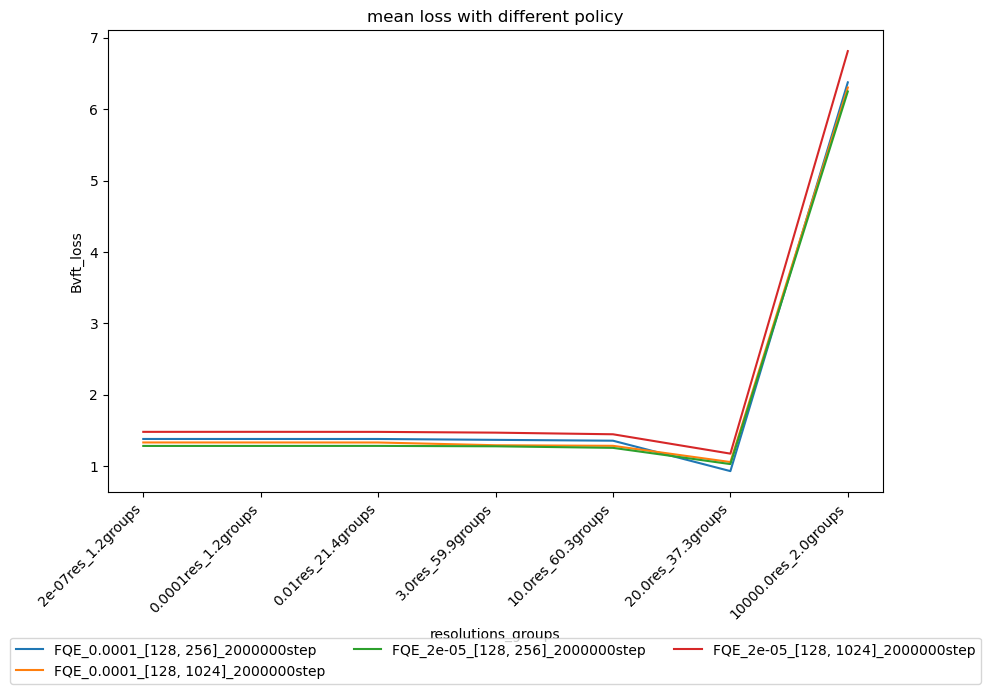 mean loss with different policy
7
6
5
4
3
2
1
Bvft_loss
2e-07res_1.2groups
0.0001res_1.2groups
0.01res_21.4groups
3.0res_59.9groups
10.0res_60.3groups
20.0res_37.3groups
10000.0res_2.0groups
resolutions_groups
FQE_0.0001_[128, 256]_2000000step
FQE_0.0001_[128, 1024]_2000000step
FQE_2e-05_[128, 256]_2000000step
FQE_2e-05_[128, 1024]_2000000step